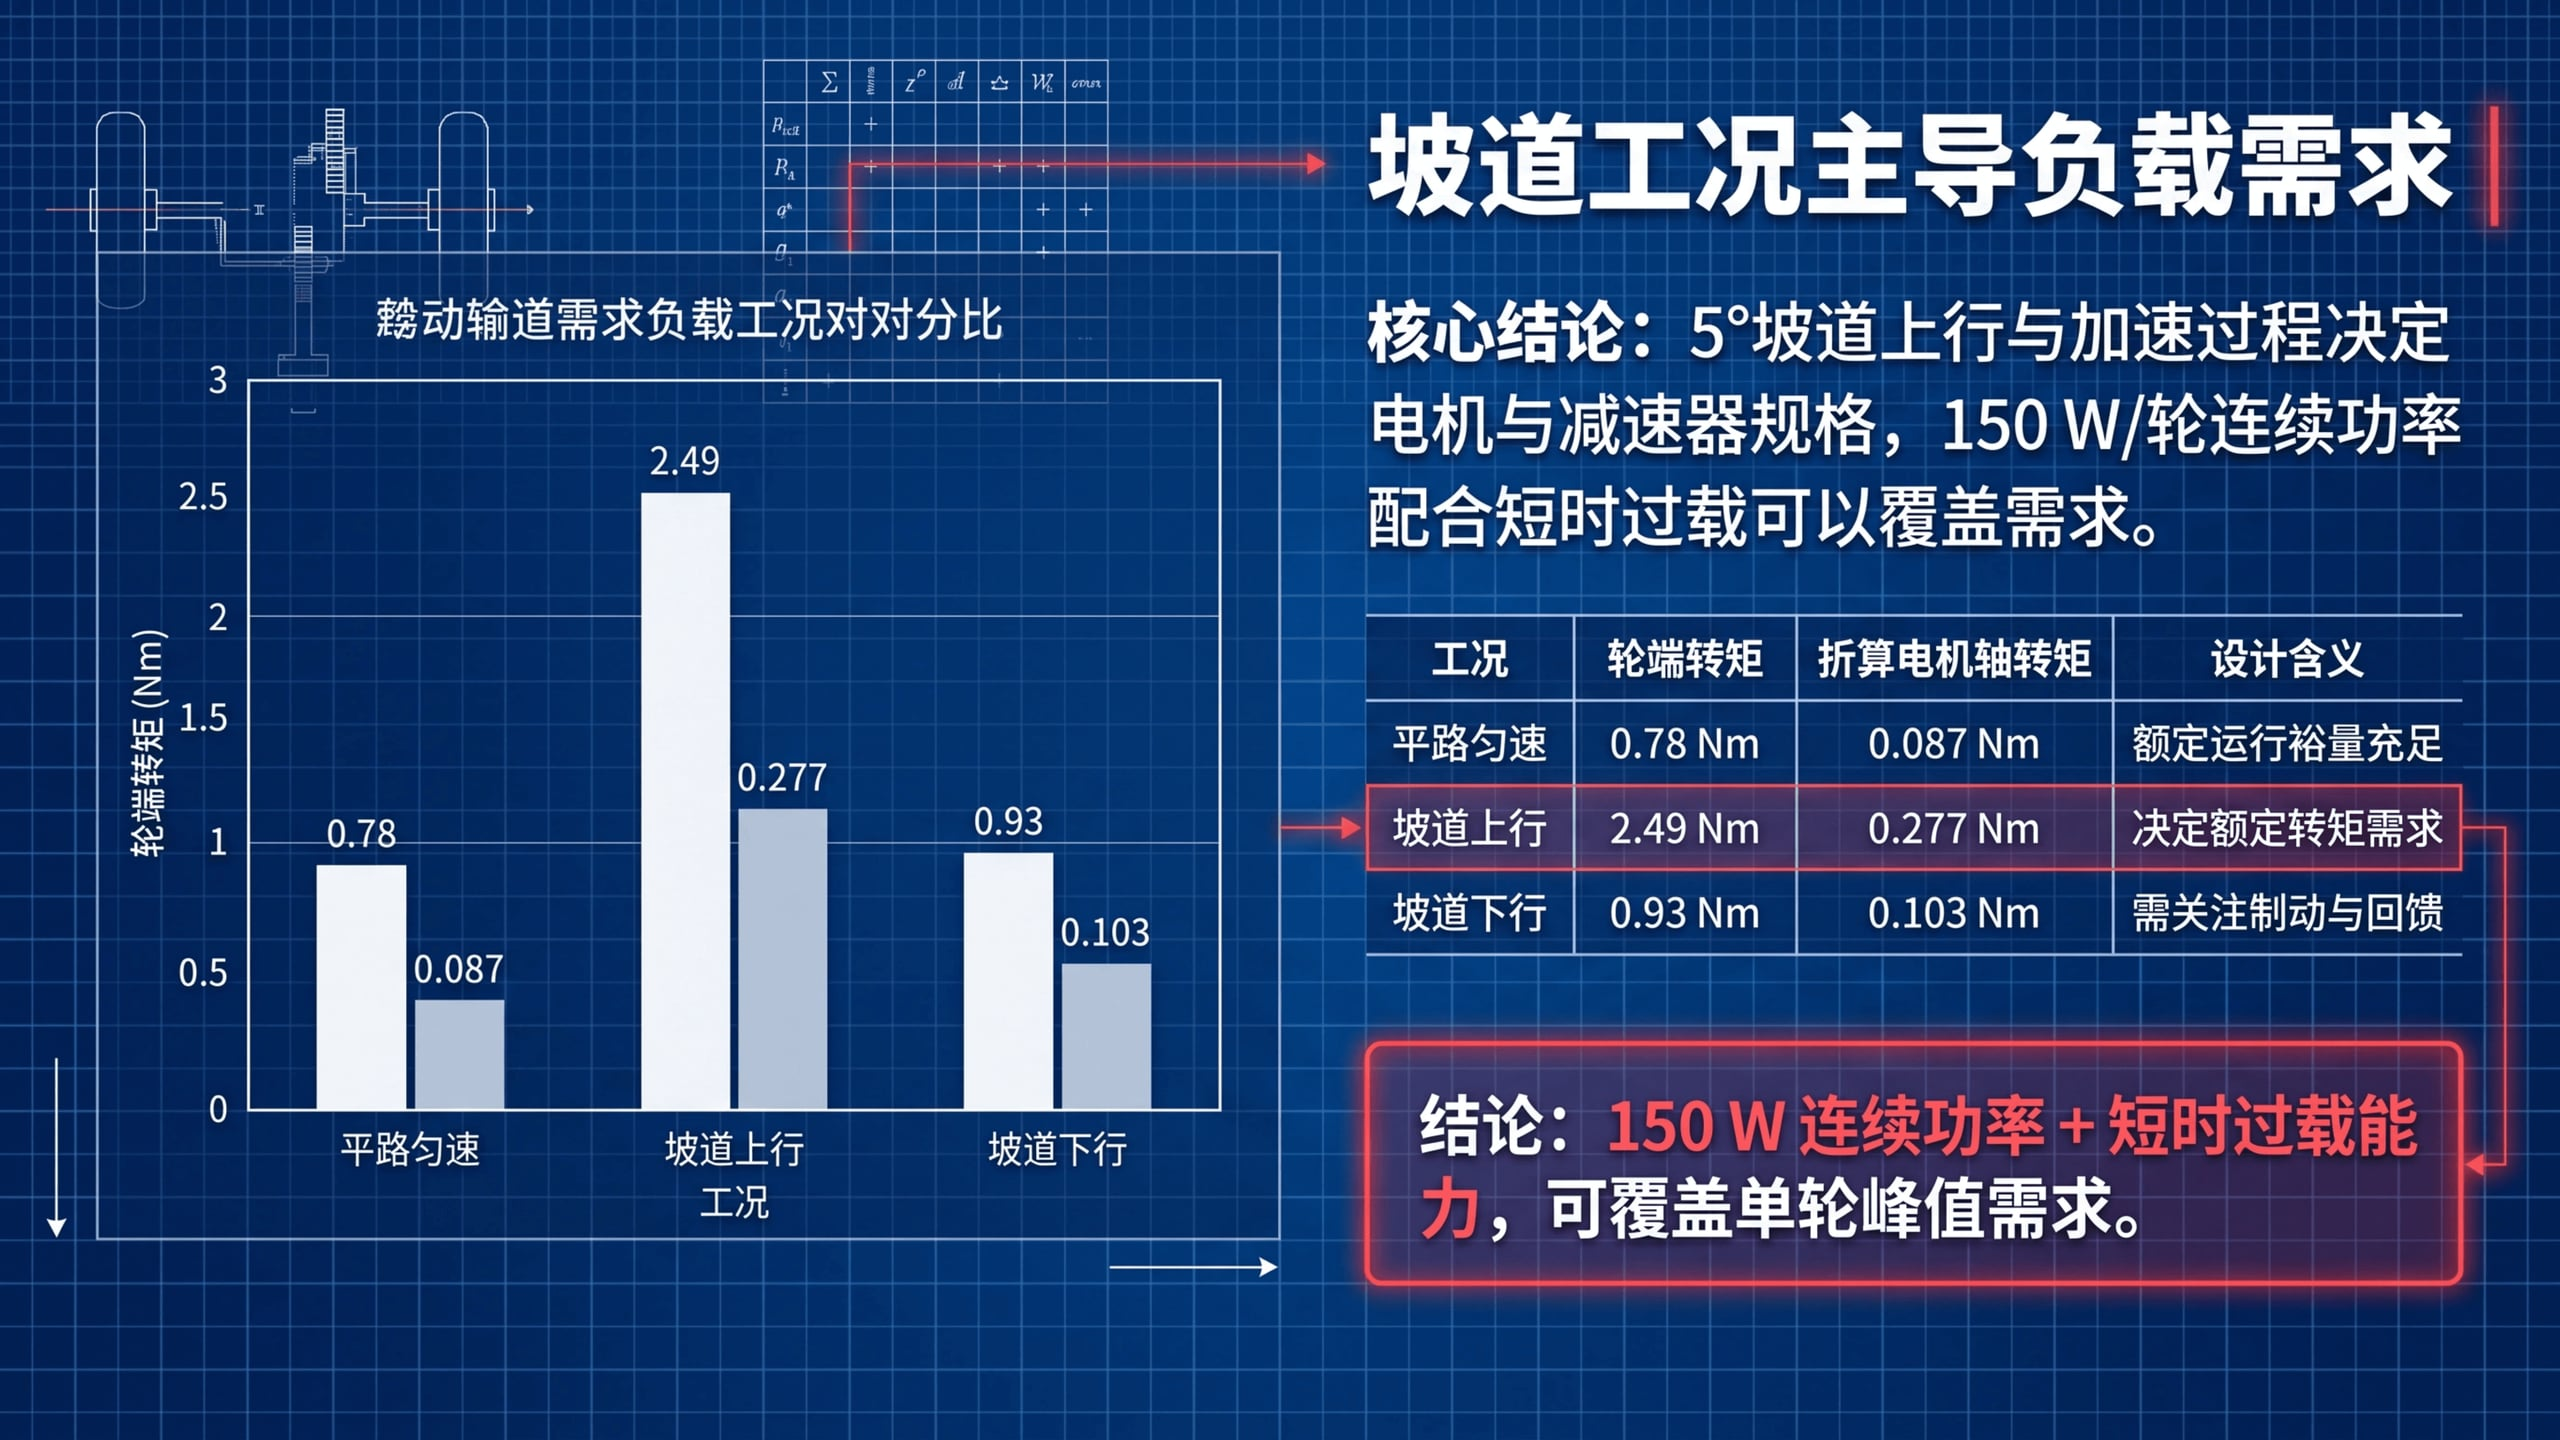 坡道工况主导负载需求
核心结论：5°坡道上行与加速过程决定
电机与减速器规格，150 W/轮连续功率
配合短时过载可以覆盖需求。
动输道需求负载工况对对分比
轮端转矩 (Nm)
3
2.5
2
1.5
1
0.5
0
0.78
0.087
2.49
0.277
0.93
0.103
平路匀速
坡道上行
坡道下行
工况
工况 轮端转矩 折算电机轴转矩 设计含义
平路匀速 0.78 Nm 0.087 Nm 额定运行裕量充足
坡道上行 2.49 Nm 0.277 Nm 决定额定转矩需求
坡道下行 0.93 Nm 0.103 Nm 需关注制动与回馈
结论：150 W 连续功率 + 短时过载能
力，可覆盖单轮峰值需求。